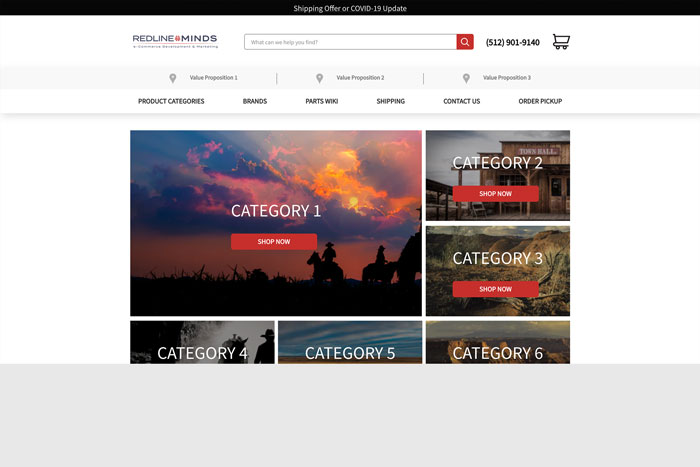 Shipping Offer or COVID-19 Update
REDLINE MINDS
e-Commerce Development & Marketing
What can we help you find?
(512) 901-9140
Value Proposition 1
Value Proposition 2
Value Proposition 3
PRODUCT CATEGORIES
BRANDS
PARTS WIKI
SHIPPING
CONTACT US
ORDER PICKUP
CATEGORY 1
SHOP NOW
TOM'S HALL.
CATEGORY 2
SHOP NOW
CATEGORY 3
SHOP NOW
CATEGORY 4
CATEGORY 5
CATEGORY 6